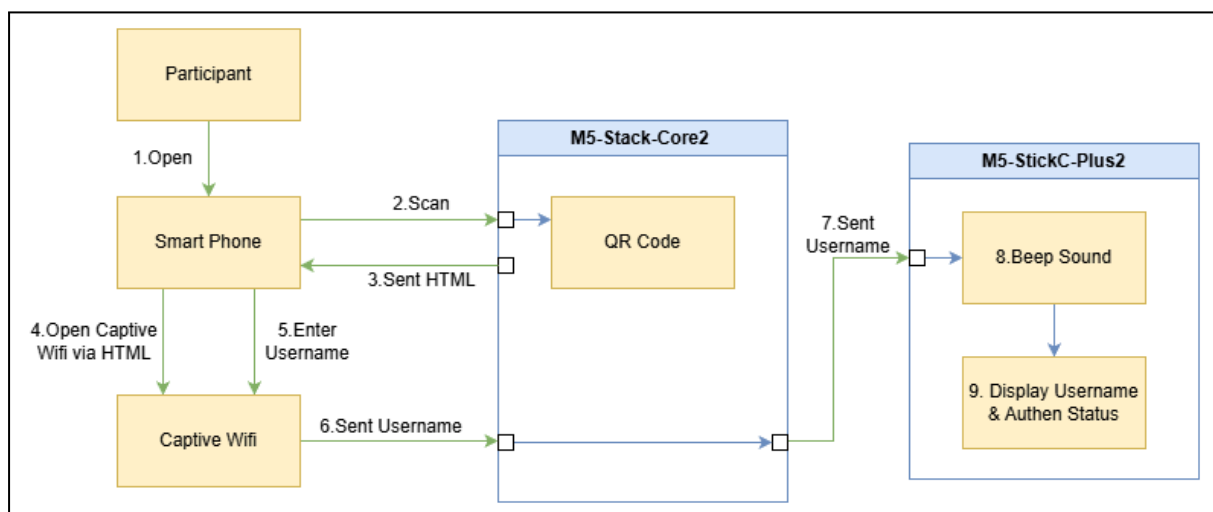 Participant
1.Open
M5-Stack-Core2
M5-StickC-Plus2
Smart Phone
2.Scan
QR Code
3.Sent HTML
7.Sent
Username
8.Beep Sound
4.Open Captive
Wifi via HTML
5.Enter
Username
9. Display Username
& Authen Status
Captive Wifi
6.Sent Username